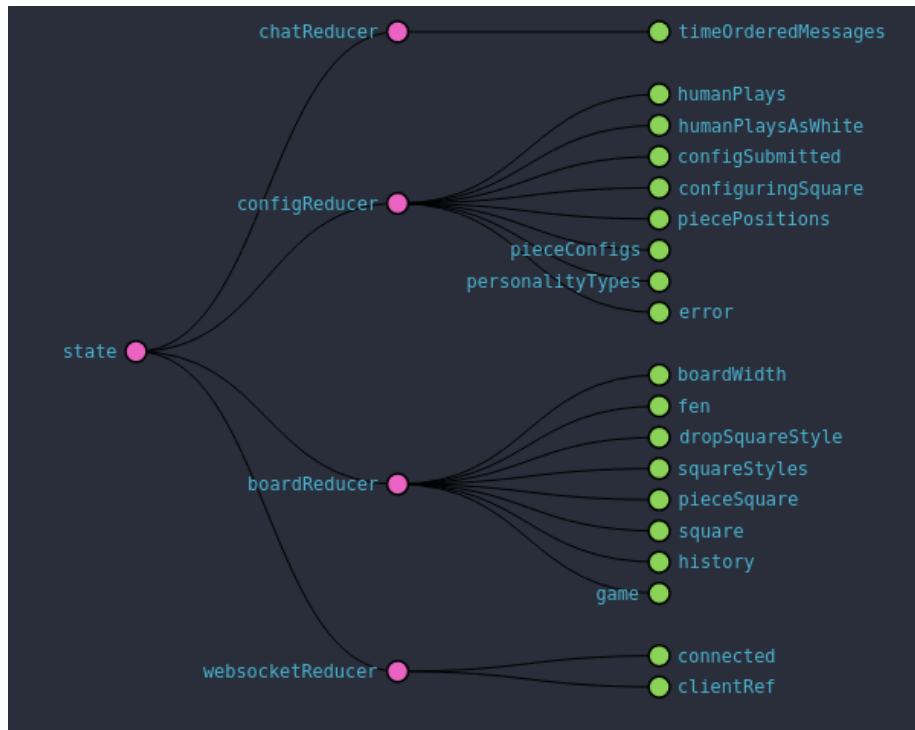 chatReducer
timeOrderedMessages
humanPlays
humanPlaysAsWhite
configSubmitted
configuringSquare
configReducer
piecePositions
pieceConfigs
personalityTypes
error
state
boardWidth
fen
dropSquareStyle
squareStyles
boardReducer
pieceSquare
square
history
game
connected
websocketReducer
clientRef